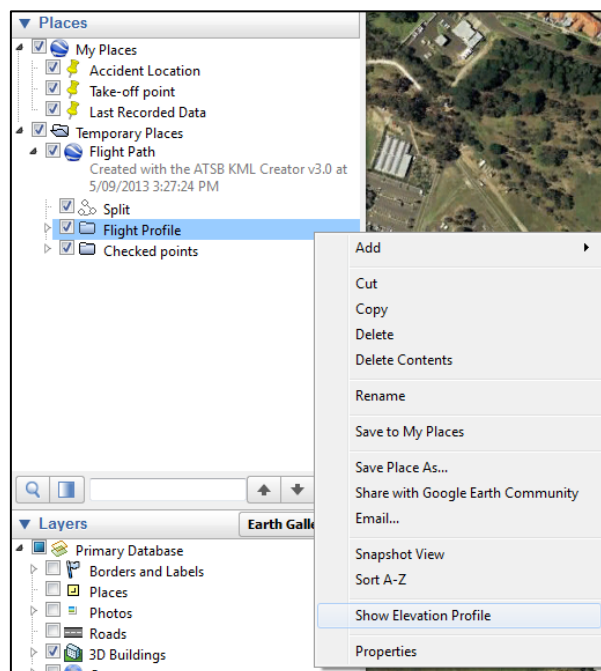 Places
My Places
Accident Location
Take-off point
Last Recorded Data
Temporary Places
Flight Path
Created with the ATSB KML Creator v3.0 at
5/09/2013 3:27:24 PM
Split
Flight Profile
Checked points
Add
Cut
Copy
Delete
Delete Contents
Rename
Save to My Places
Save Place As...
Share with Google Earth Community
Email...
Snapshot View
Sort A-Z
Show Elevation Profile
Properties
Layers
Earth Galle
Primary Database
Borders and Labels
Places
Photos
Roads
3D Buildings